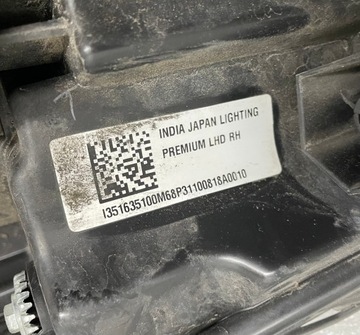 INDIA JAPAN LIGHTING
PREMIUM LHD RH
I351635100M68P31100818A0010